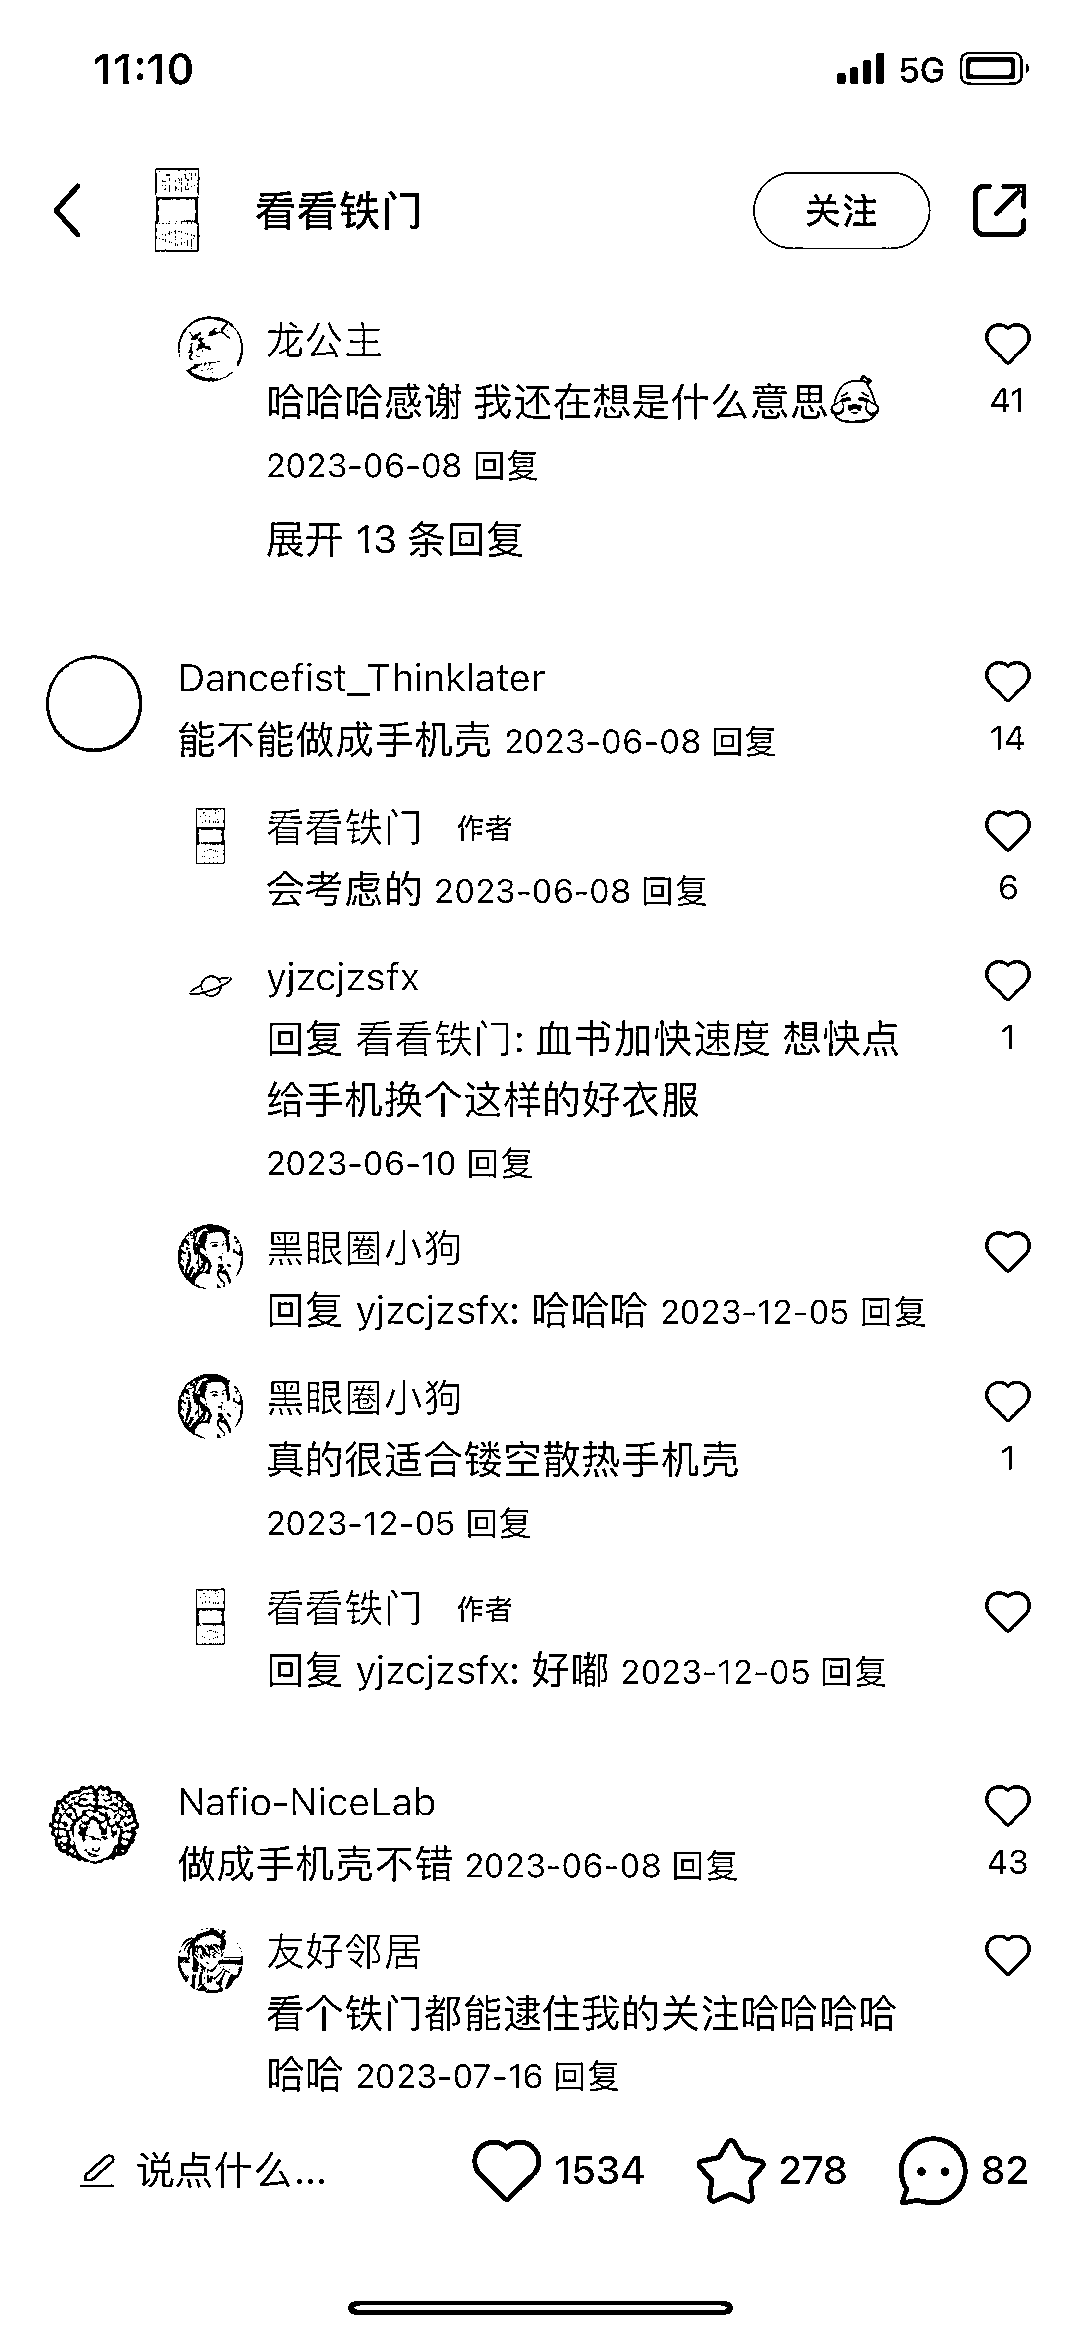 11:10 5G
看看铁门 关注
龙公主
哈哈哈感谢 我还在想是什么意思
41
2023-06-08 回复
展开 13 条回复
Dancefist_Thinklater
能不能做成手机壳 2023-06-08 回复
14
看看铁门 作者
会考虑的 2023-06-08 回复
6
yjzcjzsfx
回复 看看铁门: 血书加快速度 想快点
1
给手机换个这样的好衣服
2023-06-10 回复
黑眼圈小狗
回复 yjzcjzsfx: 哈哈哈 2023-12-05 回复
黑眼圈小狗
真的很适合镂空散热手机壳
1
2023-12-05 回复
看看铁门 作者
回复 yjzcjzsfx: 好嘟 2023-12-05 回复
Nafio-NiceLab
做成手机壳不错 2023-06-08 回复
43
友好邻居
看个铁门都能逮住我的关注哈哈哈哈
哈哈 2023-07-16 回复
说点什么... 1534 278 82